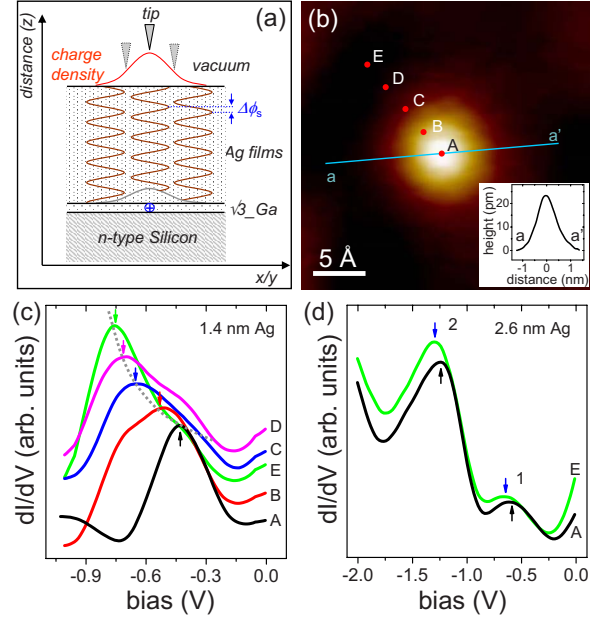 (a)
tip
distance (z)
charge
density
vacuum
Δϕs
Ag films
√3_Ga
⊕
n-type Silicon
x/y
(b)
E
D
C
B
A
a
a'
5 Å
height (pm)
20
10
0
a
a'
-1 0 1
distance (nm)
(c)
1.4 nm Ag
dI/dV (arb. units)
D
C
E
B
A
-0.9 -0.6 -0.3 0.0
bias (V)
(d)
2.6 nm Ag
2
1
dI/dV (arb. units)
E
A
-2.0 -1.5 -1.0 -0.5 0.0
bias (V)